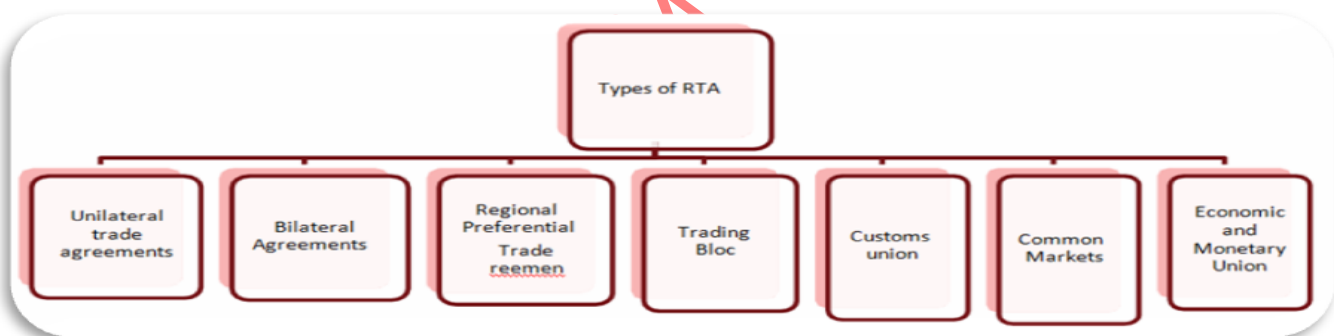 Types of RTA
Unilateral
trade
agreements
Bilateral
Agreements
Regional
Preferential
Trade
reemen
Trading
Bloc
Customs
union
Common
Markets
Economic
and
Monetary
Union